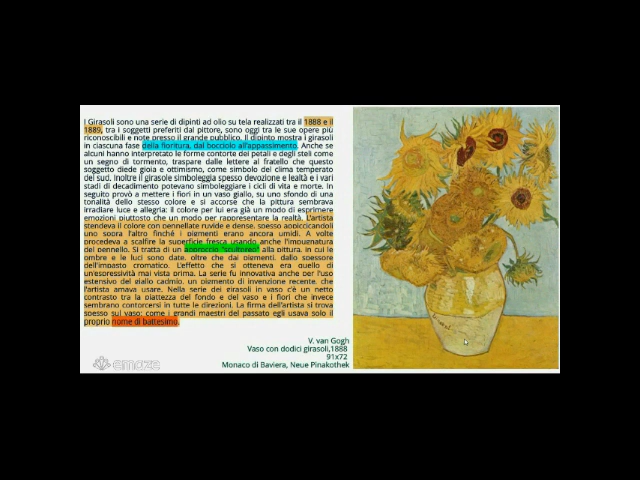 I Girasoli sono una serie di dipinti ad olio su tela realizzati tra il 1888 e il
1889, tra i soggetti preferiti dal pittore, sono oggi tra le sue opere più
riconoscibili e note presso il grande pubblico. Il dipinto mostra i girasoli
in ciascuna fase della fioritura, dal bocciolo all'appassimento. Anche se
alcuni hanno interpretato le forme contorte dei petali e degli steli come
un segno di tormento, traspare dalle lettere al fratello che questo
soggetto diede gioia e ottimismo, come simbolo del clima temperato
del sud. Inoltre il girasole simboleggia spesso devozione e lealtà e i vari
stadi di decadimento potevano simboleggiare i cicli di vita e morte. In
seguito provò a mettere i fiori in un vaso giallo, su uno sfondo di una
tonalità dello stesso colore e si accorse che la pittura sembrava
irradiare luce e allegria: il colore per lui era già un modo di esprimere
emozioni piuttosto che un modo per rappresentare la realtà. L'artista
stendeva il colore con pennellate ruvide e dense, spesso appiccicandoli
uno sopra l'altro finché i pigmenti erano ancora umidi. A volte
procedeva a scalfire la superficie fresca usando anche l'impugnatura
del pennello. Si tratta di un approccio "scultoreo" alla pittura, in cui le
ombre e le luci sono date, oltre che dai pigmenti, dallo spessore
dell'impasto cromatico. L'effetto che si otteneva era quello di
un'espressività mai vista prima. La serie fu innovativa anche per l'uso
estensivo del giallo cadmio, un pigmento di invenzione recente, che
l'artista amava usare. Nella serie dei girasoli in vaso c'è un netto
contrasto tra la piattezza del fondo e del vaso e i fiori che invece
sembrano contorcersi in tutte le direzioni. La firma dell'artista si trova
spesso sul vaso: come i grandi maestri del passato egli usava solo il
proprio nome di battesimo.
V. van Gogh
Vaso con dodici girasoli,1888
91x72
Monaco di Baviera, Neue Pinakothek
emaze
Vincent